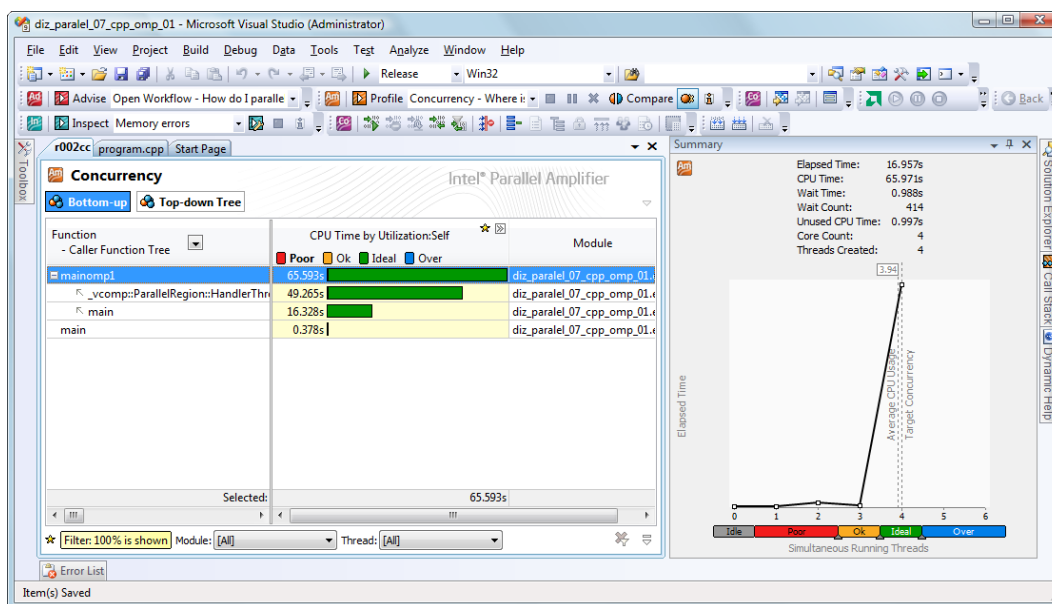 diz_paralel_07_cpp_omp_01 - Microsoft Visual Studio (Administrator)
File Edit View Project Build Debug Data Tools Test Analyze Window Help
Release Win32
Advise Open Workflow - How do I paralle Profile Concurrency - Where i: Compare Back
Inspect Memory errors
r002cc program.cpp Start Page
Toolbox
Concurrency
Intel® Parallel Amplifier
Bottom-up Top-down Tree
Function
- Caller Function Tree
CPU Time by Utilization:Self
Poor Ok Ideal Over
Module
mainomp1 65.593s diz_paralel_07_cpp_omp_01.e
_vcomp::ParallelRegion::HandlerThre 49.265s diz_paralel_07_cpp_omp_01.e
main 16.328s diz_paralel_07_cpp_omp_01.e
main 0.378s diz_paralel_07_cpp_omp_01.e
Selected: 65.593s
Filter: 100% is shown Module: [All] Thread: [All]
Summary
Elapsed Time: 16.957s
CPU Time: 65.971s
Wait Time: 0.988s
Wait Count: 414
Unused CPU Time: 0.997s
Core Count: 4
Threads Created: 4
3.94
Elapsed Time
Average CPU Usage
Target Concurrency
0 1 2 3 4 5 6
Idle Poor Ok Ideal Over
Simultaneous Running Threads
Solution Explorer
Call Stack
Dynamic Help
Error List
Item(s) Saved